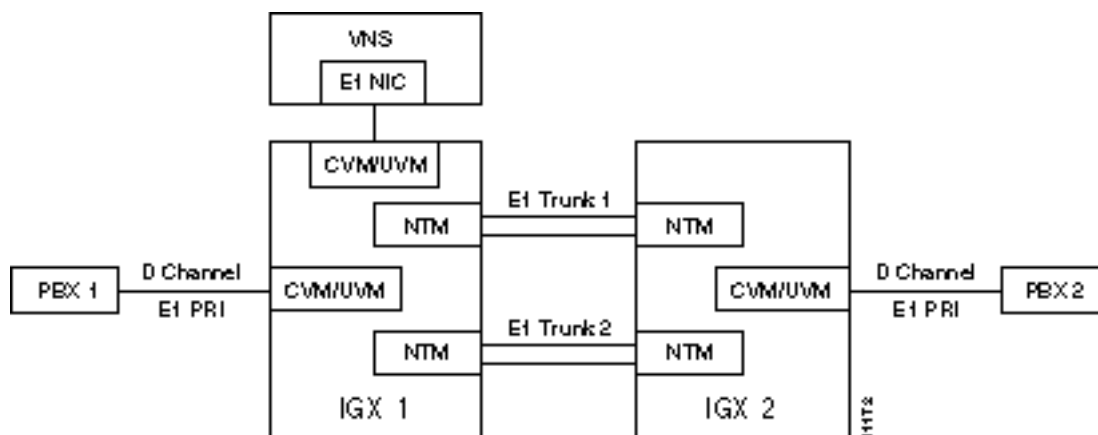 VNS
E1 NIC
CVM/UVM
E1 Trunk 1
NTM
NTM
D Channel
D Channel
PBX 1
CVM/UVM
CVM/UVM
PBX 2
E1 PRI
E1 PRI
E1 Trunk 2
NTM
NTM
IGX 1
IGX 2